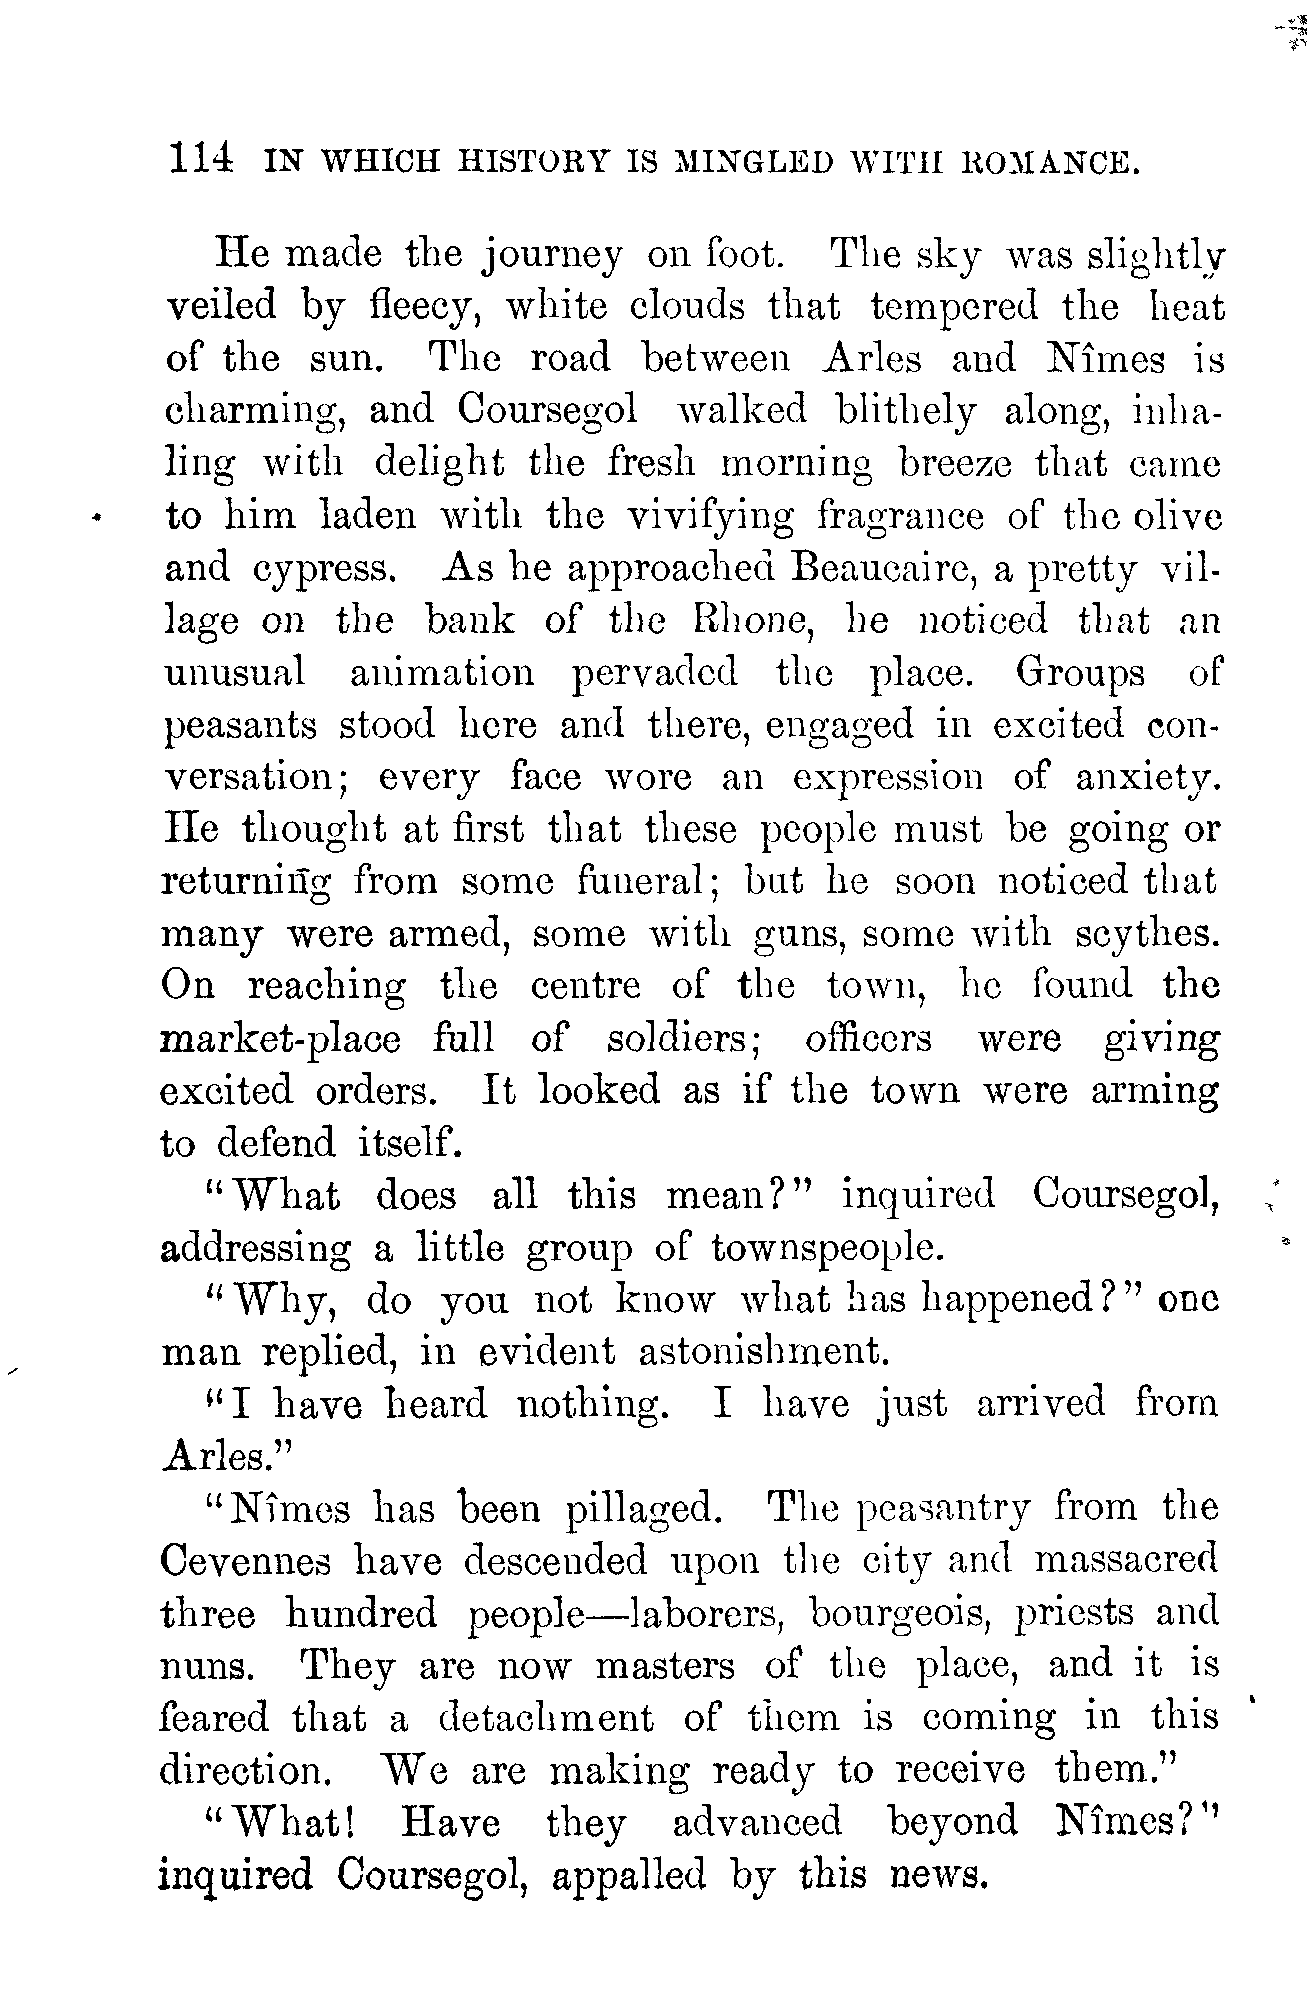 114 IN WHICH HISTORY IS MINGLED WITH ROMANCE.
He made the journey on foot. The sky was slightly
veiled by fleecy, white clouds that tempered the heat
of the sun. The road between Arles and Nîmes is
charming, and Coursegol walked blithely along, inha-
ling with delight the fresh morning breeze that came
to him laden with the vivifying fragrance of the olive
and cypress. As he approached Beaucaire, a pretty vil-
lage on the bank of the Rhone, he noticed that an
unusual animation pervaded the place. Groups of
peasants stood here and there, engaged in excited con-
versation; every face wore an expression of anxiety.
He thought at first that these people must be going or
returning from some funeral; but he soon noticed that
many were armed, some with guns, some with scythes.
On reaching the centre of the town, he found the
market-place full of soldiers; officers were giving
excited orders. It looked as if the town were arming
to defend itself.
"What does all this mean?" inquired Coursegol,
addressing a little group of townspeople.
"Why, do you not know what has happened?" one
man replied, in evident astonishment.
"I have heard nothing. I have just arrived from
Arles."
"Nîmes has been pillaged. The peasantry from the
Cevennes have descended upon the city and massacred
three hundred people—laborers, bourgeois, priests and
nuns. They are now masters of the place, and it is
feared that a detachment of them is coming in this
direction. We are making ready to receive them."
"What! Have they advanced beyond Nîmes?"
inquired Coursegol, appalled by this news.